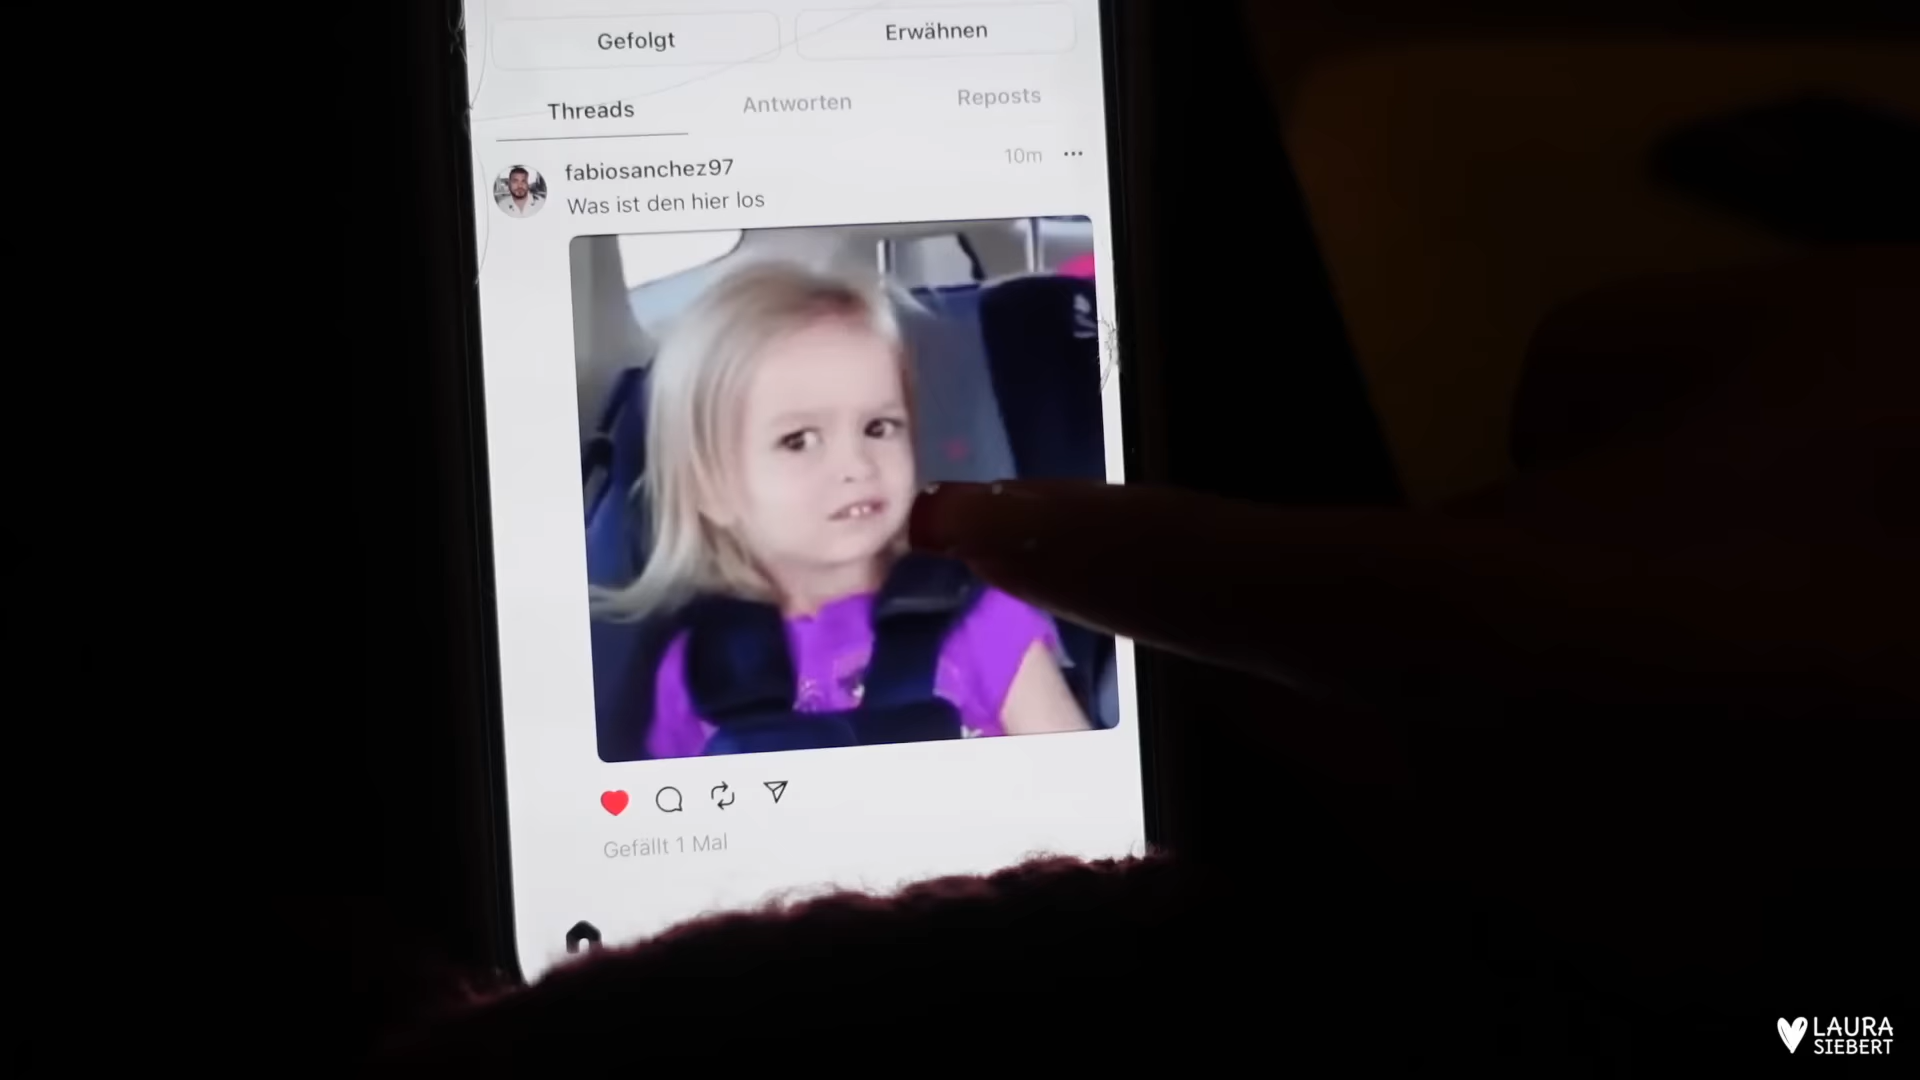 Gefolgt
Erwähnen
Threads
Antworten
Reposts
fabiosanchez97
10m
Was ist den hier los
Gefällt 1 Mal
LAURA
SIEBERT